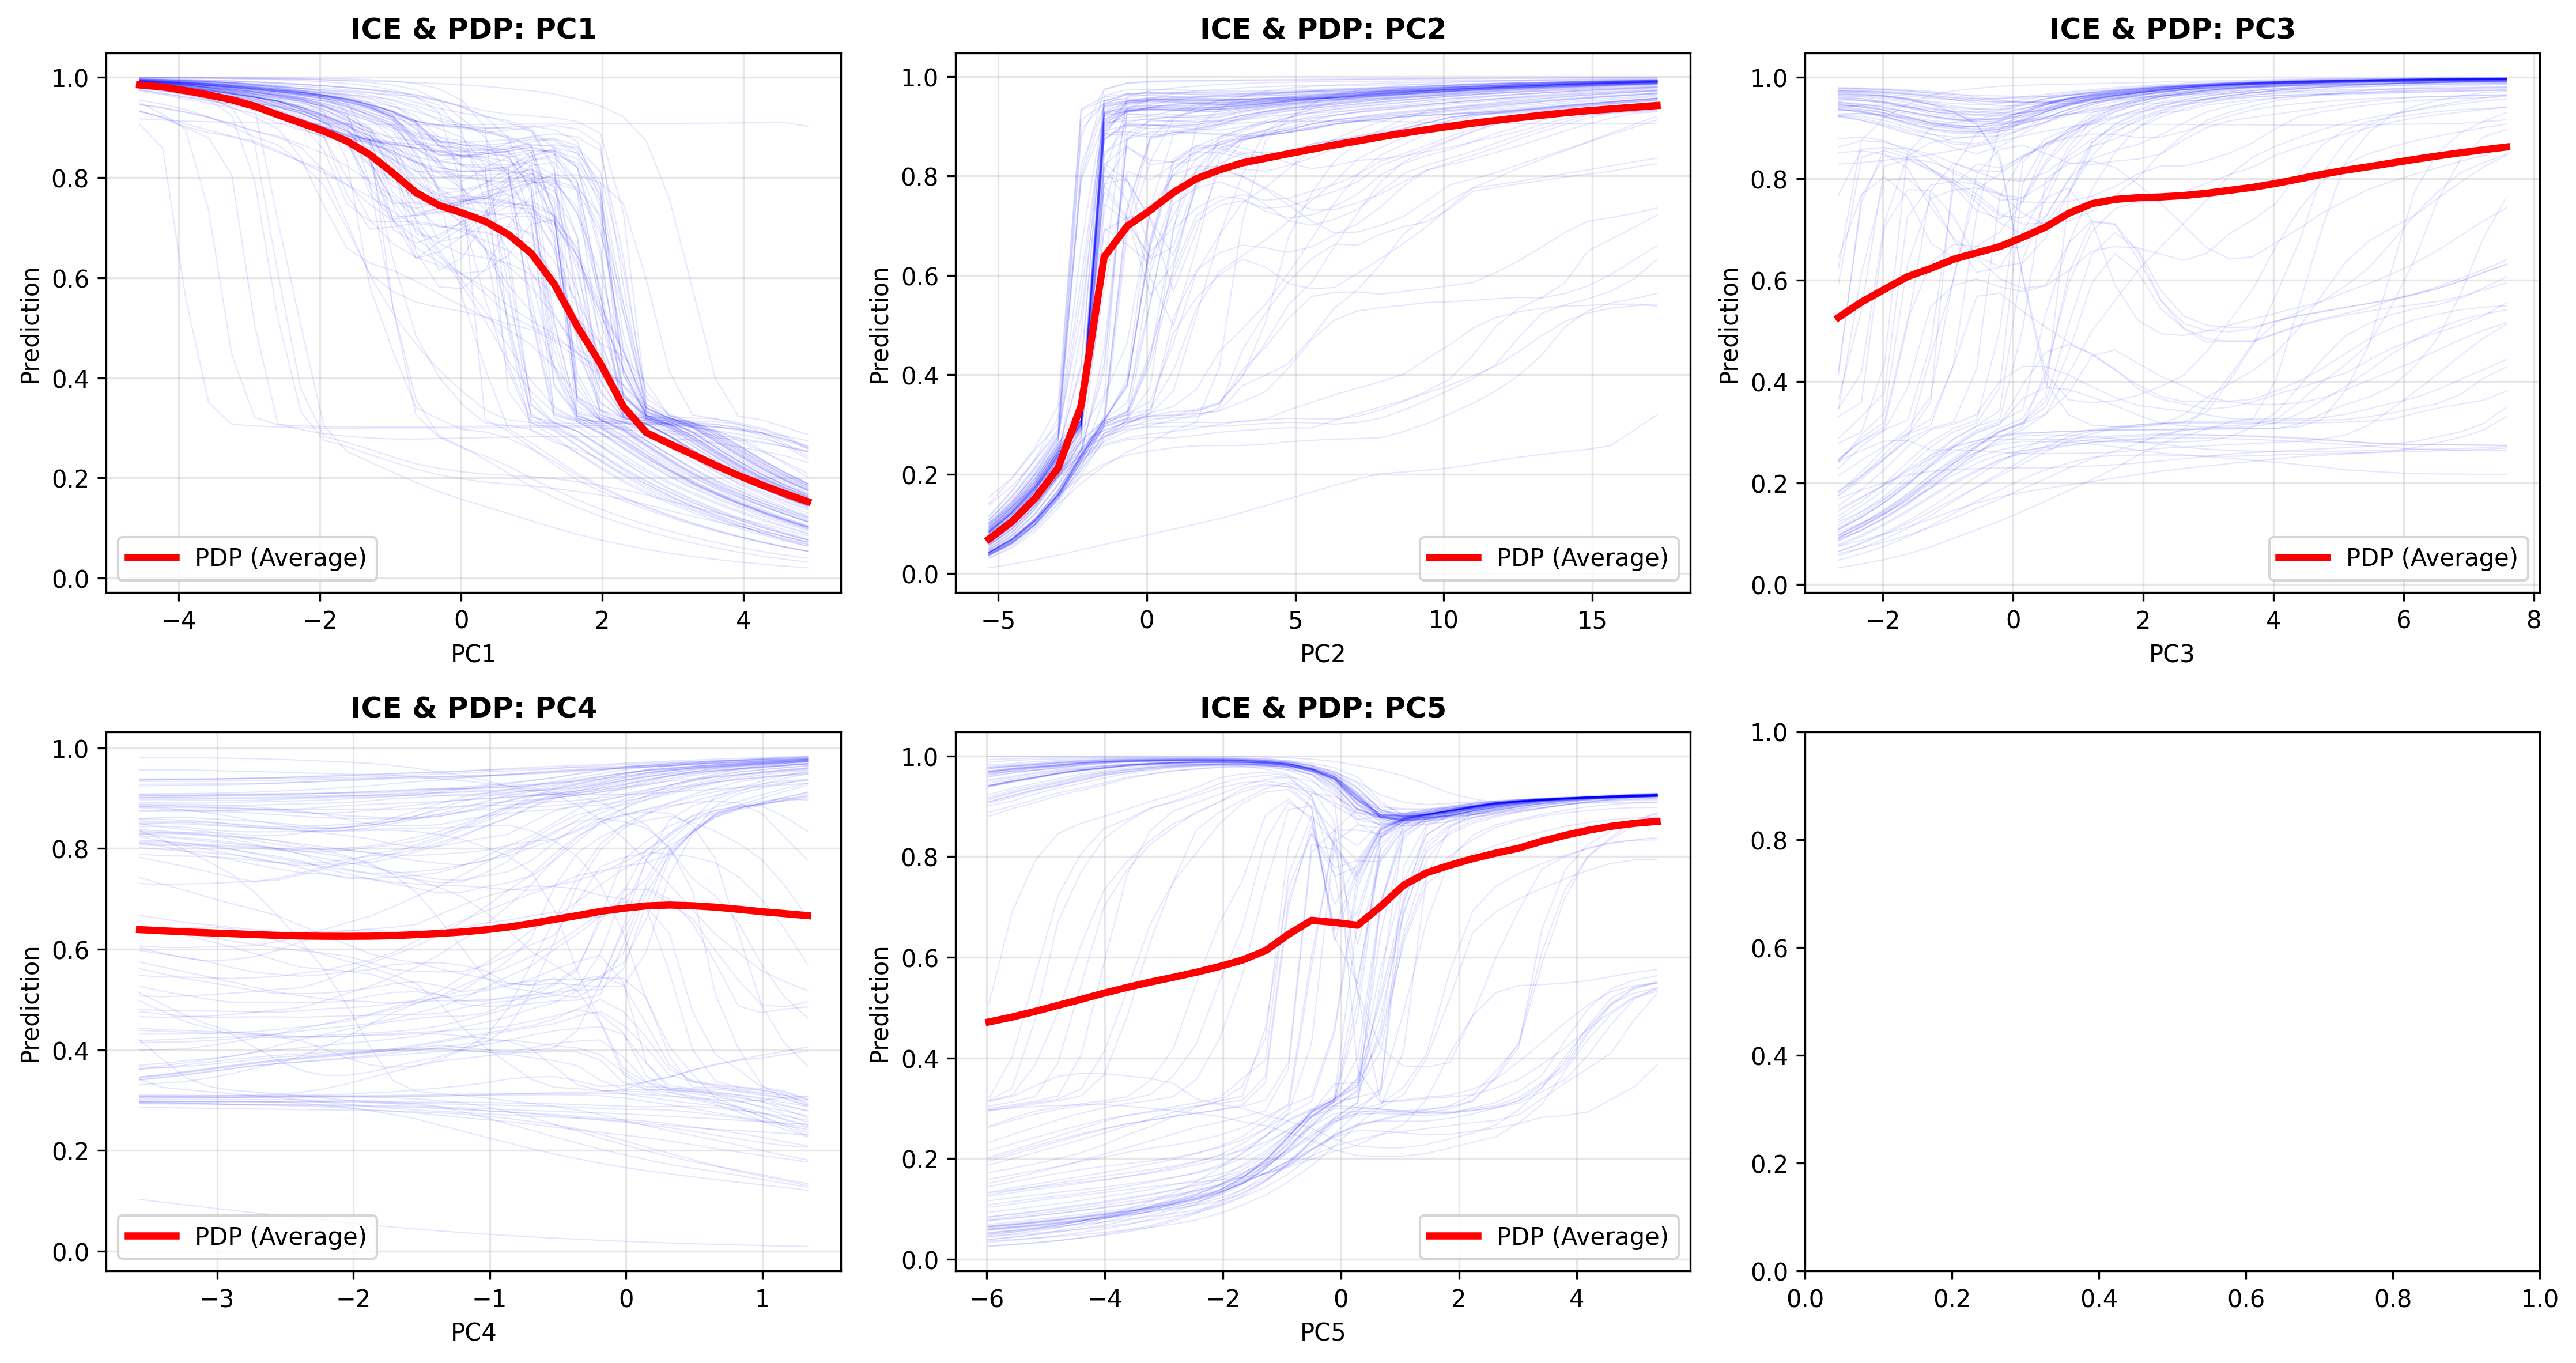 ICE & PDP: PC1
1.0
0.8
0.6
0.4
0.2
0.0
Prediction
PDP (Average)
−4 −2 0 2 4
PC1
ICE & PDP: PC2
1.0
0.8
0.6
0.4
0.2
0.0
Prediction
PDP (Average)
−5 0 5 10 15
PC2
ICE & PDP: PC3
1.0
0.8
0.6
0.4
0.2
0.0
Prediction
PDP (Average)
−2 0 2 4 6 8
PC3
ICE & PDP: PC4
1.0
0.8
0.6
0.4
0.2
0.0
Prediction
PDP (Average)
−3 −2 −1 0 1
PC4
ICE & PDP: PC5
1.0
0.8
0.6
0.4
0.2
0.0
Prediction
PDP (Average)
−6 −4 −2 0 2 4
PC5
1.0
0.8
0.6
0.4
0.2
0.0
0.0 0.2 0.4 0.6 0.8 1.0